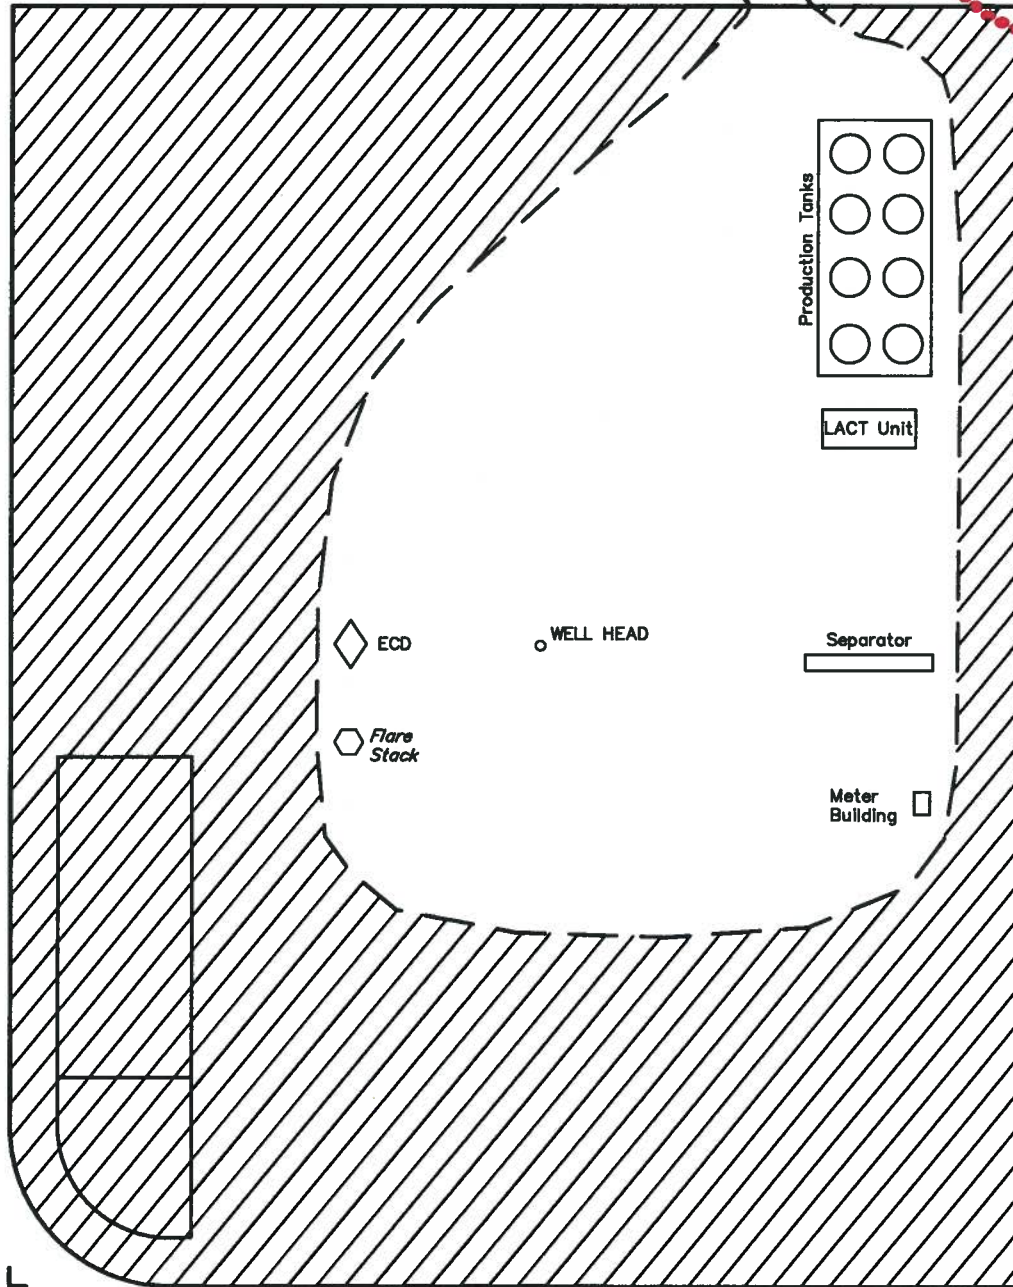 Production Tanks
LACT Unit
ECD
WELL HEAD
Separator
Flare
Stack
Meter
Building